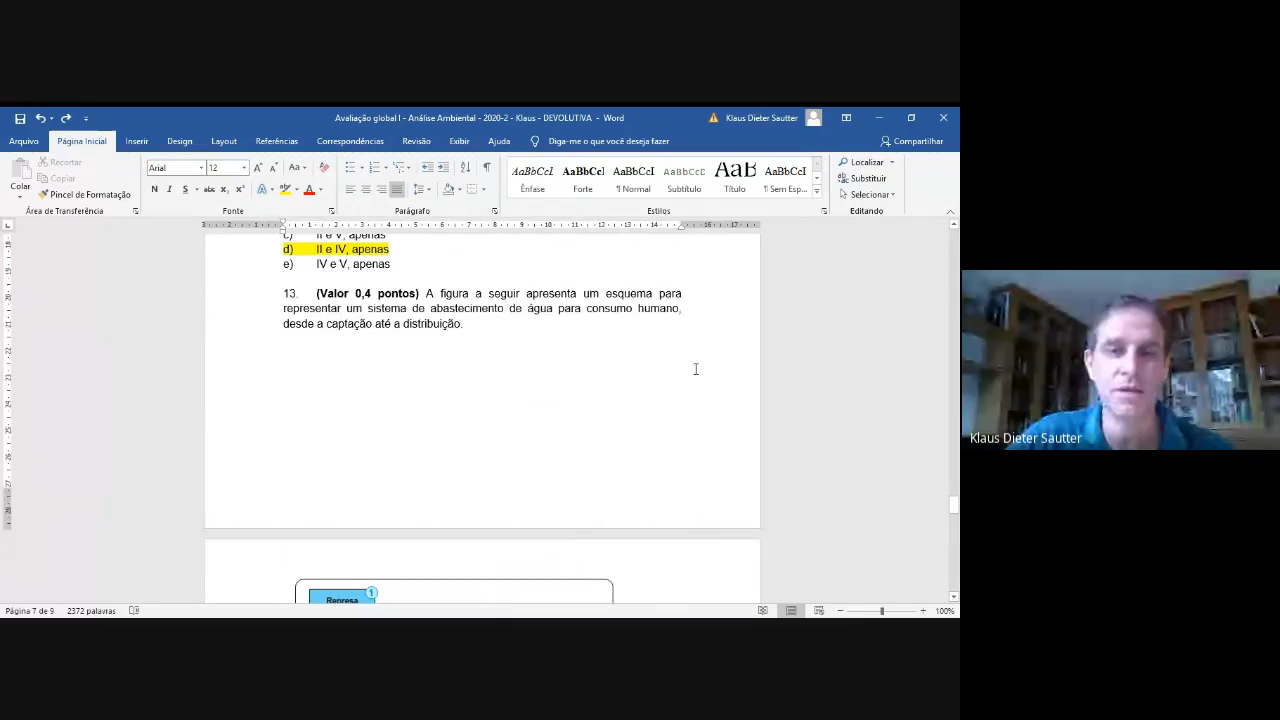 Avaliação global I - Análise Ambiental - 2020-2 - Klaus - DEVOLUTIVA - Word
Klaus Dieter Sautter
Arquivo Página Inicial Inserir Design Layout Referências Correspondências Revisão Exibir Ajuda Diga-me o que você deseja fazer Compartilhar
Colar
Recortar
Copiar
Pincel de Formatação
Área de Transferência
Arial 12
Fonte
Parágrafo
AaBbCcI AaBbCcl AaBbCcI AaBbCcI AaB AaBbCcI
Ênfase Forte ¶ Normal Subtítulo Título ¶ Sem Esp...
Estilos
Localizar
Substituir
Selecionar
Editando
c) II e V, apenas
d) II e IV, apenas
e) IV e V, apenas
13. (Valor 0,4 pontos) A figura a seguir apresenta um esquema para
representar um sistema de abastecimento de água para consumo humano,
desde a captação até a distribuição.
1
Represa
Página 7 de 9 2372 palavras 100%
Klaus Dieter Sautter